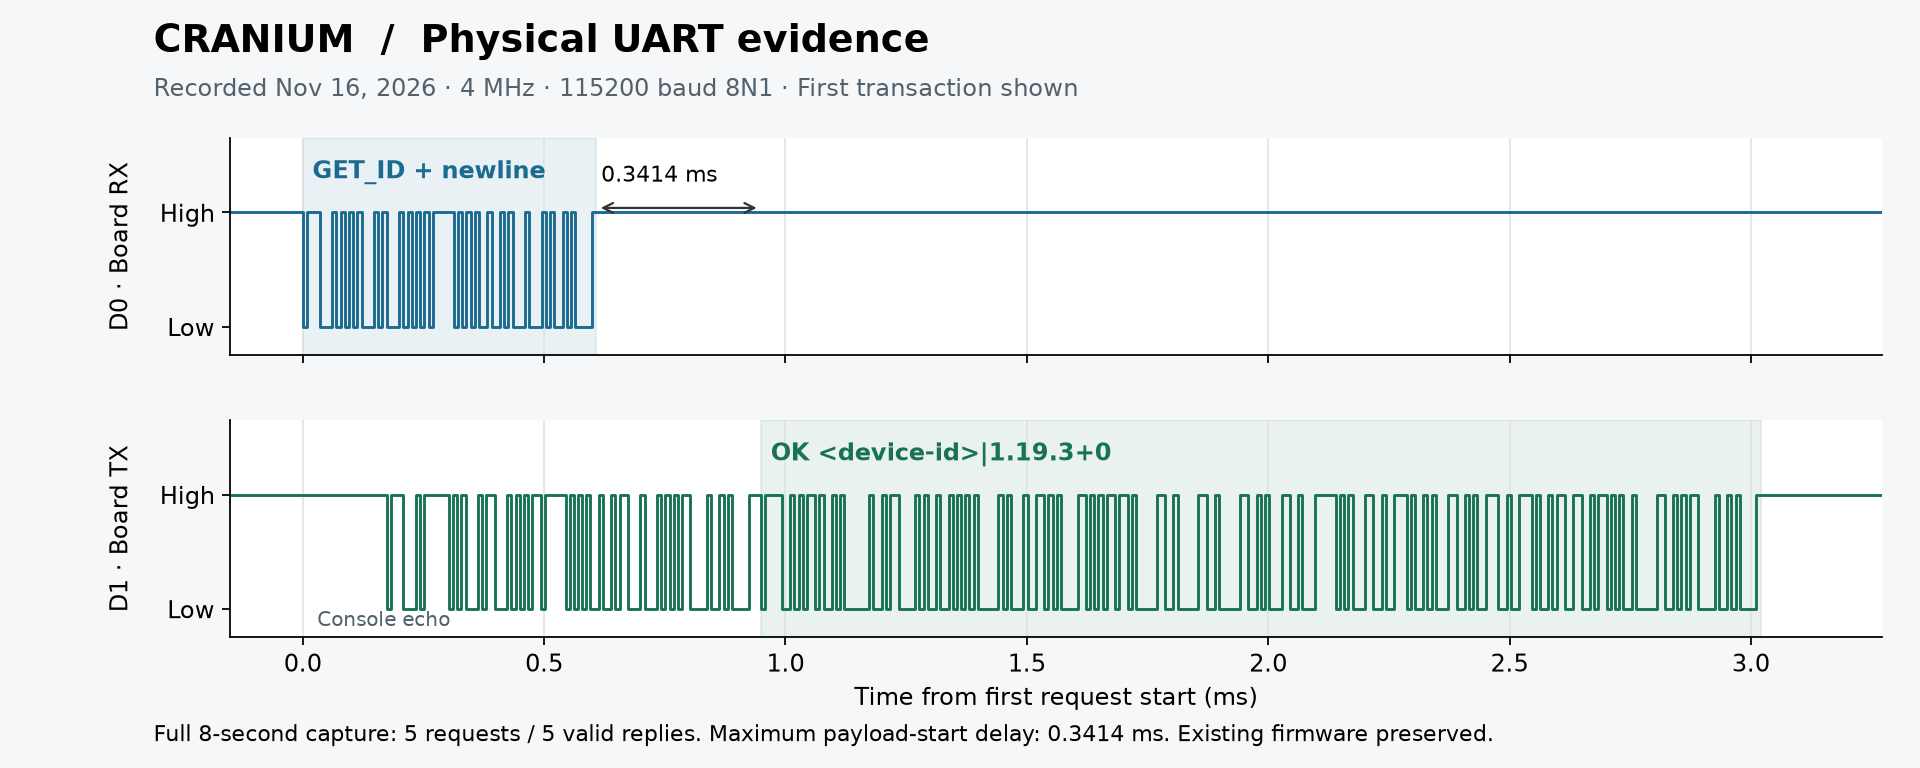 CRANIUM / Physical UART evidence
Recorded Nov 16, 2026 · 4 MHz · 115200 baud 8N1 · First transaction shown
D0 · Board RX
High
Low
GET_ID + newline
0.3414 ms
D1 · Board TX
High
Low
OK <device-id>|1.19.3+0
Console echo
0.0 0.5 1.0 1.5 2.0 2.5 3.0
Time from first request start (ms)
Full 8-second capture: 5 requests / 5 valid replies. Maximum payload-start delay: 0.3414 ms. Existing firmware preserved.